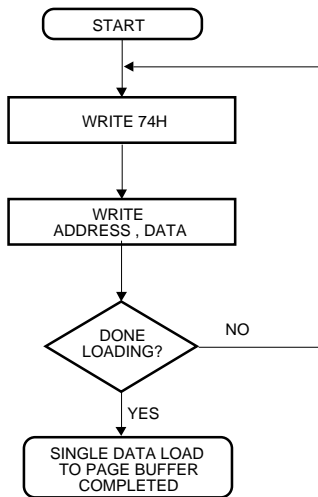 START
WRITE 74H
WRITE
ADDRESS , DATA
DONE
LOADING?
NO
YES
SINGLE DATA LOAD
TO PAGE BUFFER
COMPLETED